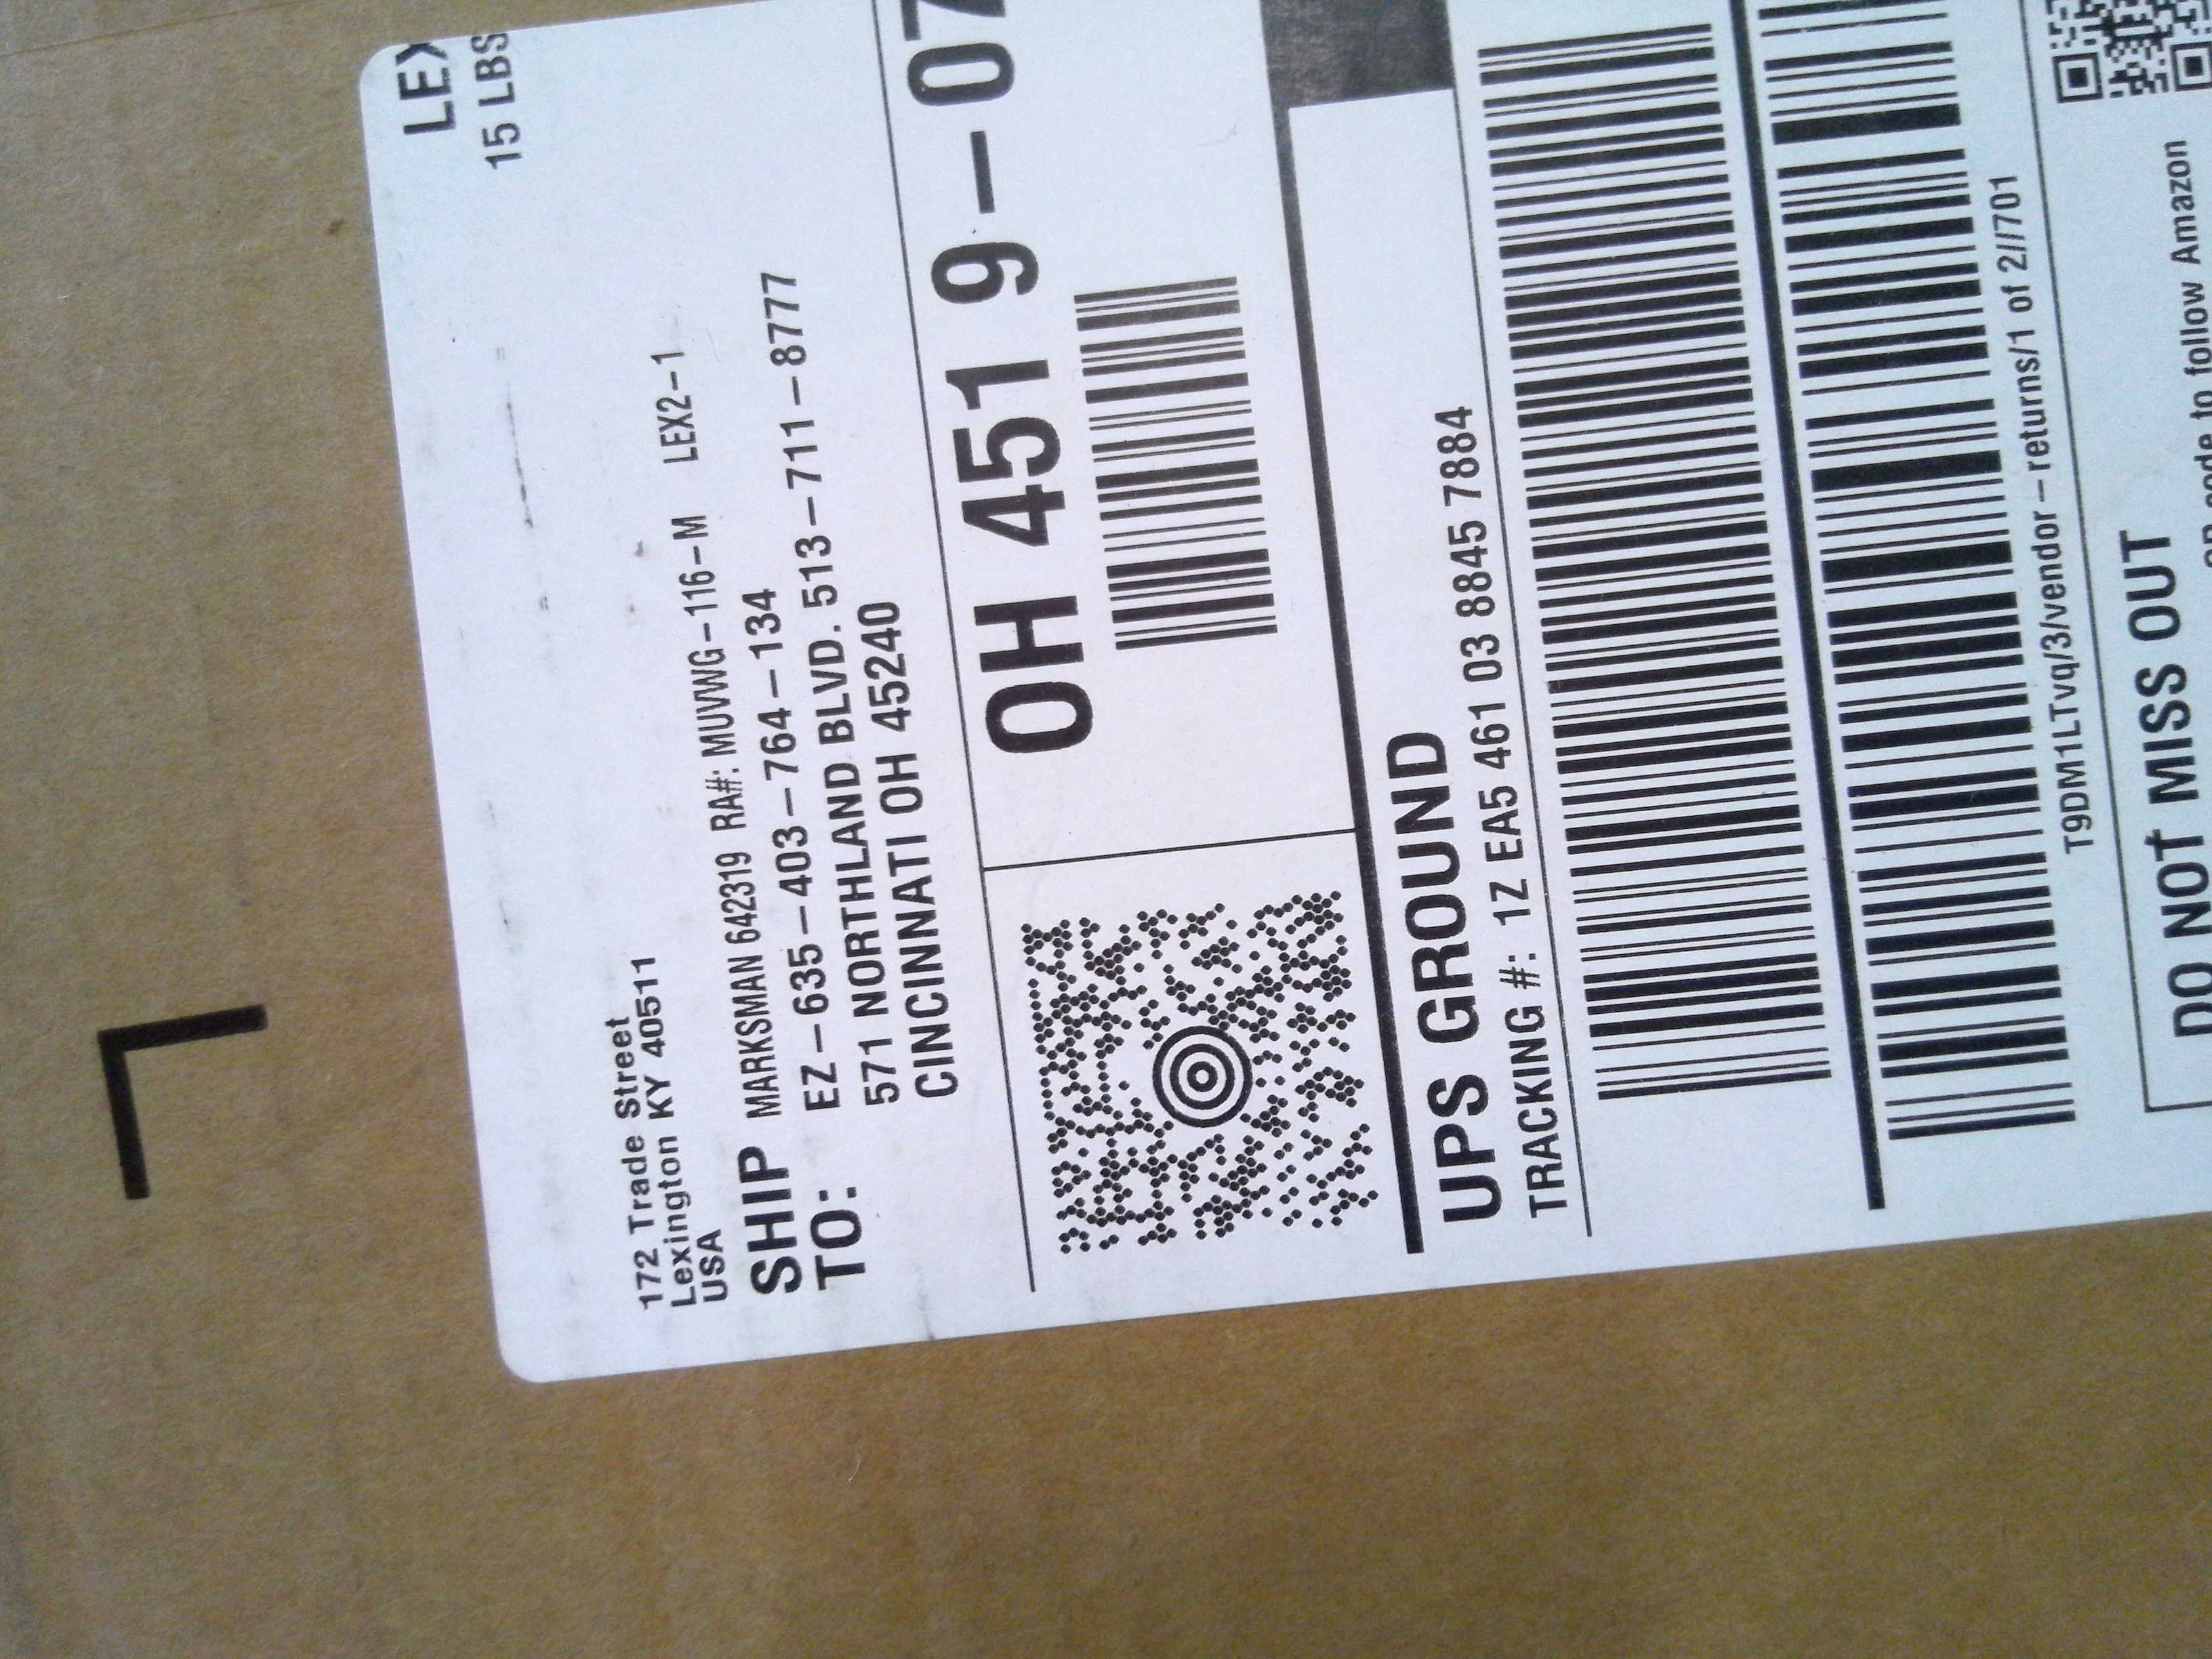 LEX
15 LBS
172 Trade Street
Lexington KY 40511
USA
SHIP TO:
MARKSMAN 642319 RA#: MUVWG-116-M LEX2-1
EZ-635-403-764-134
571 NORTHLAND BLVD. 513-711-8777
CINCINNATI OH 45240
OH 451 9-07
UPS GROUND
TRACKING #: 1Z EA5 461 03 8845 7884
T9DM1LTvq/3/vendor-returns/1 of 2//701
DO NOT MISS OUT
code to follow Amazon